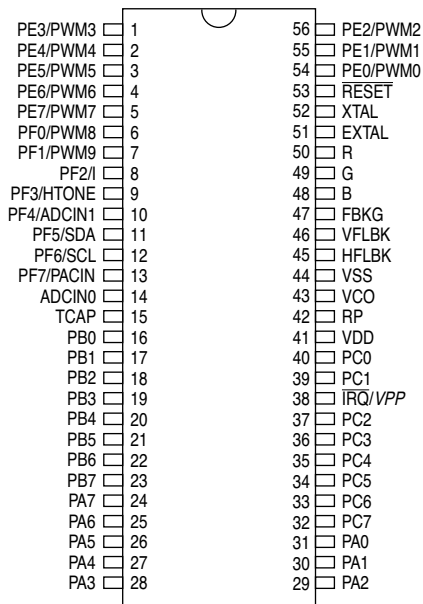 PE3/PWM3 1 56 PE2/PWM2
PE4/PWM4 2 55 PE1/PWM1
PE5/PWM5 3 54 PE0/PWM0
PE6/PWM6 4 53 RESET
PE7/PWM7 5 52 XTAL
PF0/PWM8 6 51 EXTAL
PF1/PWM9 7 50 R
PF2/I 8 49 G
PF3/HTONE 9 48 B
PF4/ADCIN1 10 47 FBKG
PF5/SDA 11 46 VFLBK
PF6/SCL 12 45 HFLBK
PF7/PACIN 13 44 VSS
ADCIN0 14 43 VCO
TCAP 15 42 RP
PB0 16 41 VDD
PB1 17 40 PC0
PB2 18 39 PC1
PB3 19 38 IRQ/VPP
PB4 20 37 PC2
PB5 21 36 PC3
PB6 22 35 PC4
PB7 23 34 PC5
PA7 24 33 PC6
PA6 25 32 PC7
PA5 26 31 PA0
PA4 27 30 PA1
PA3 28 29 PA2